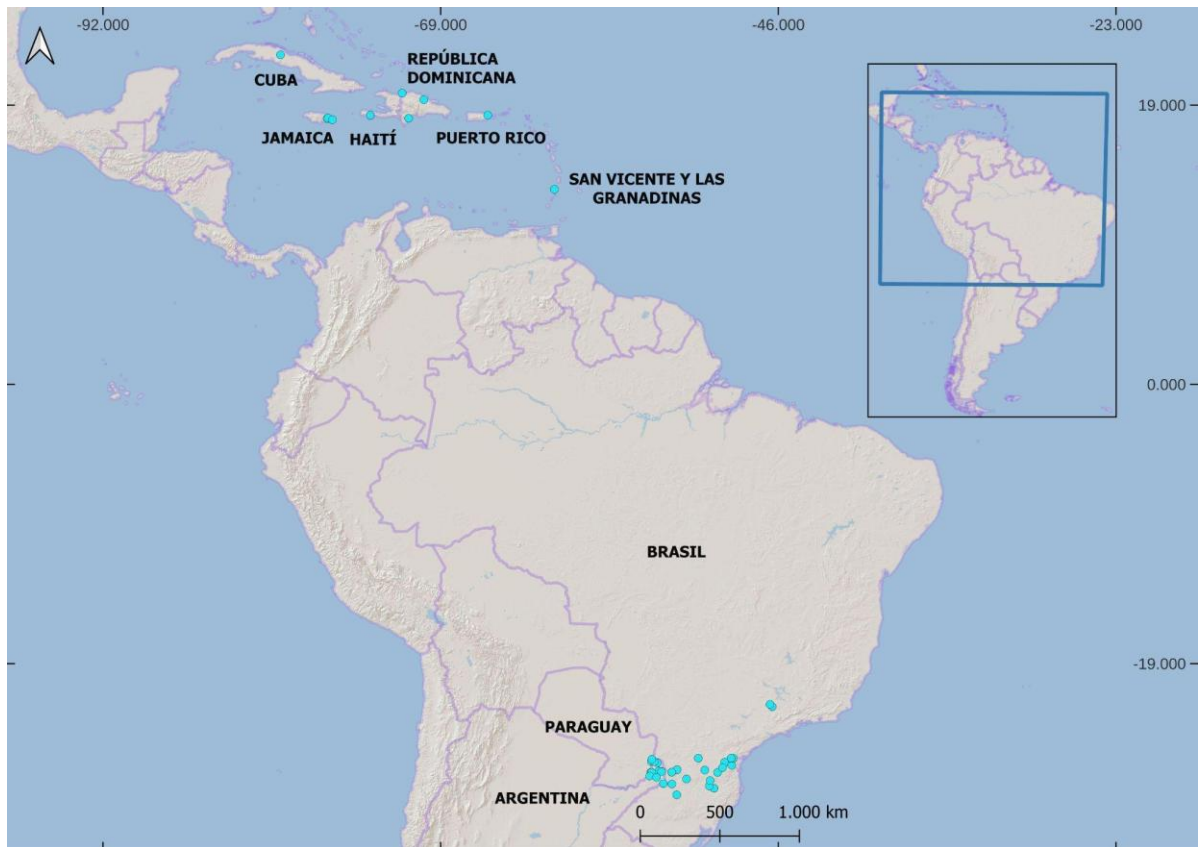 -92.000
-69.000
-46.000
-23.000
REPÚBLICA
DOMINICANA
CUBA
19.000
JAMAICA
HAITÍ
PUERTO RICO
SAN VICENTE Y LAS
GRANADINAS
0.000
BRASIL
-19.000
PARAGUAY
ARGENTINA
0
500
1.000 km